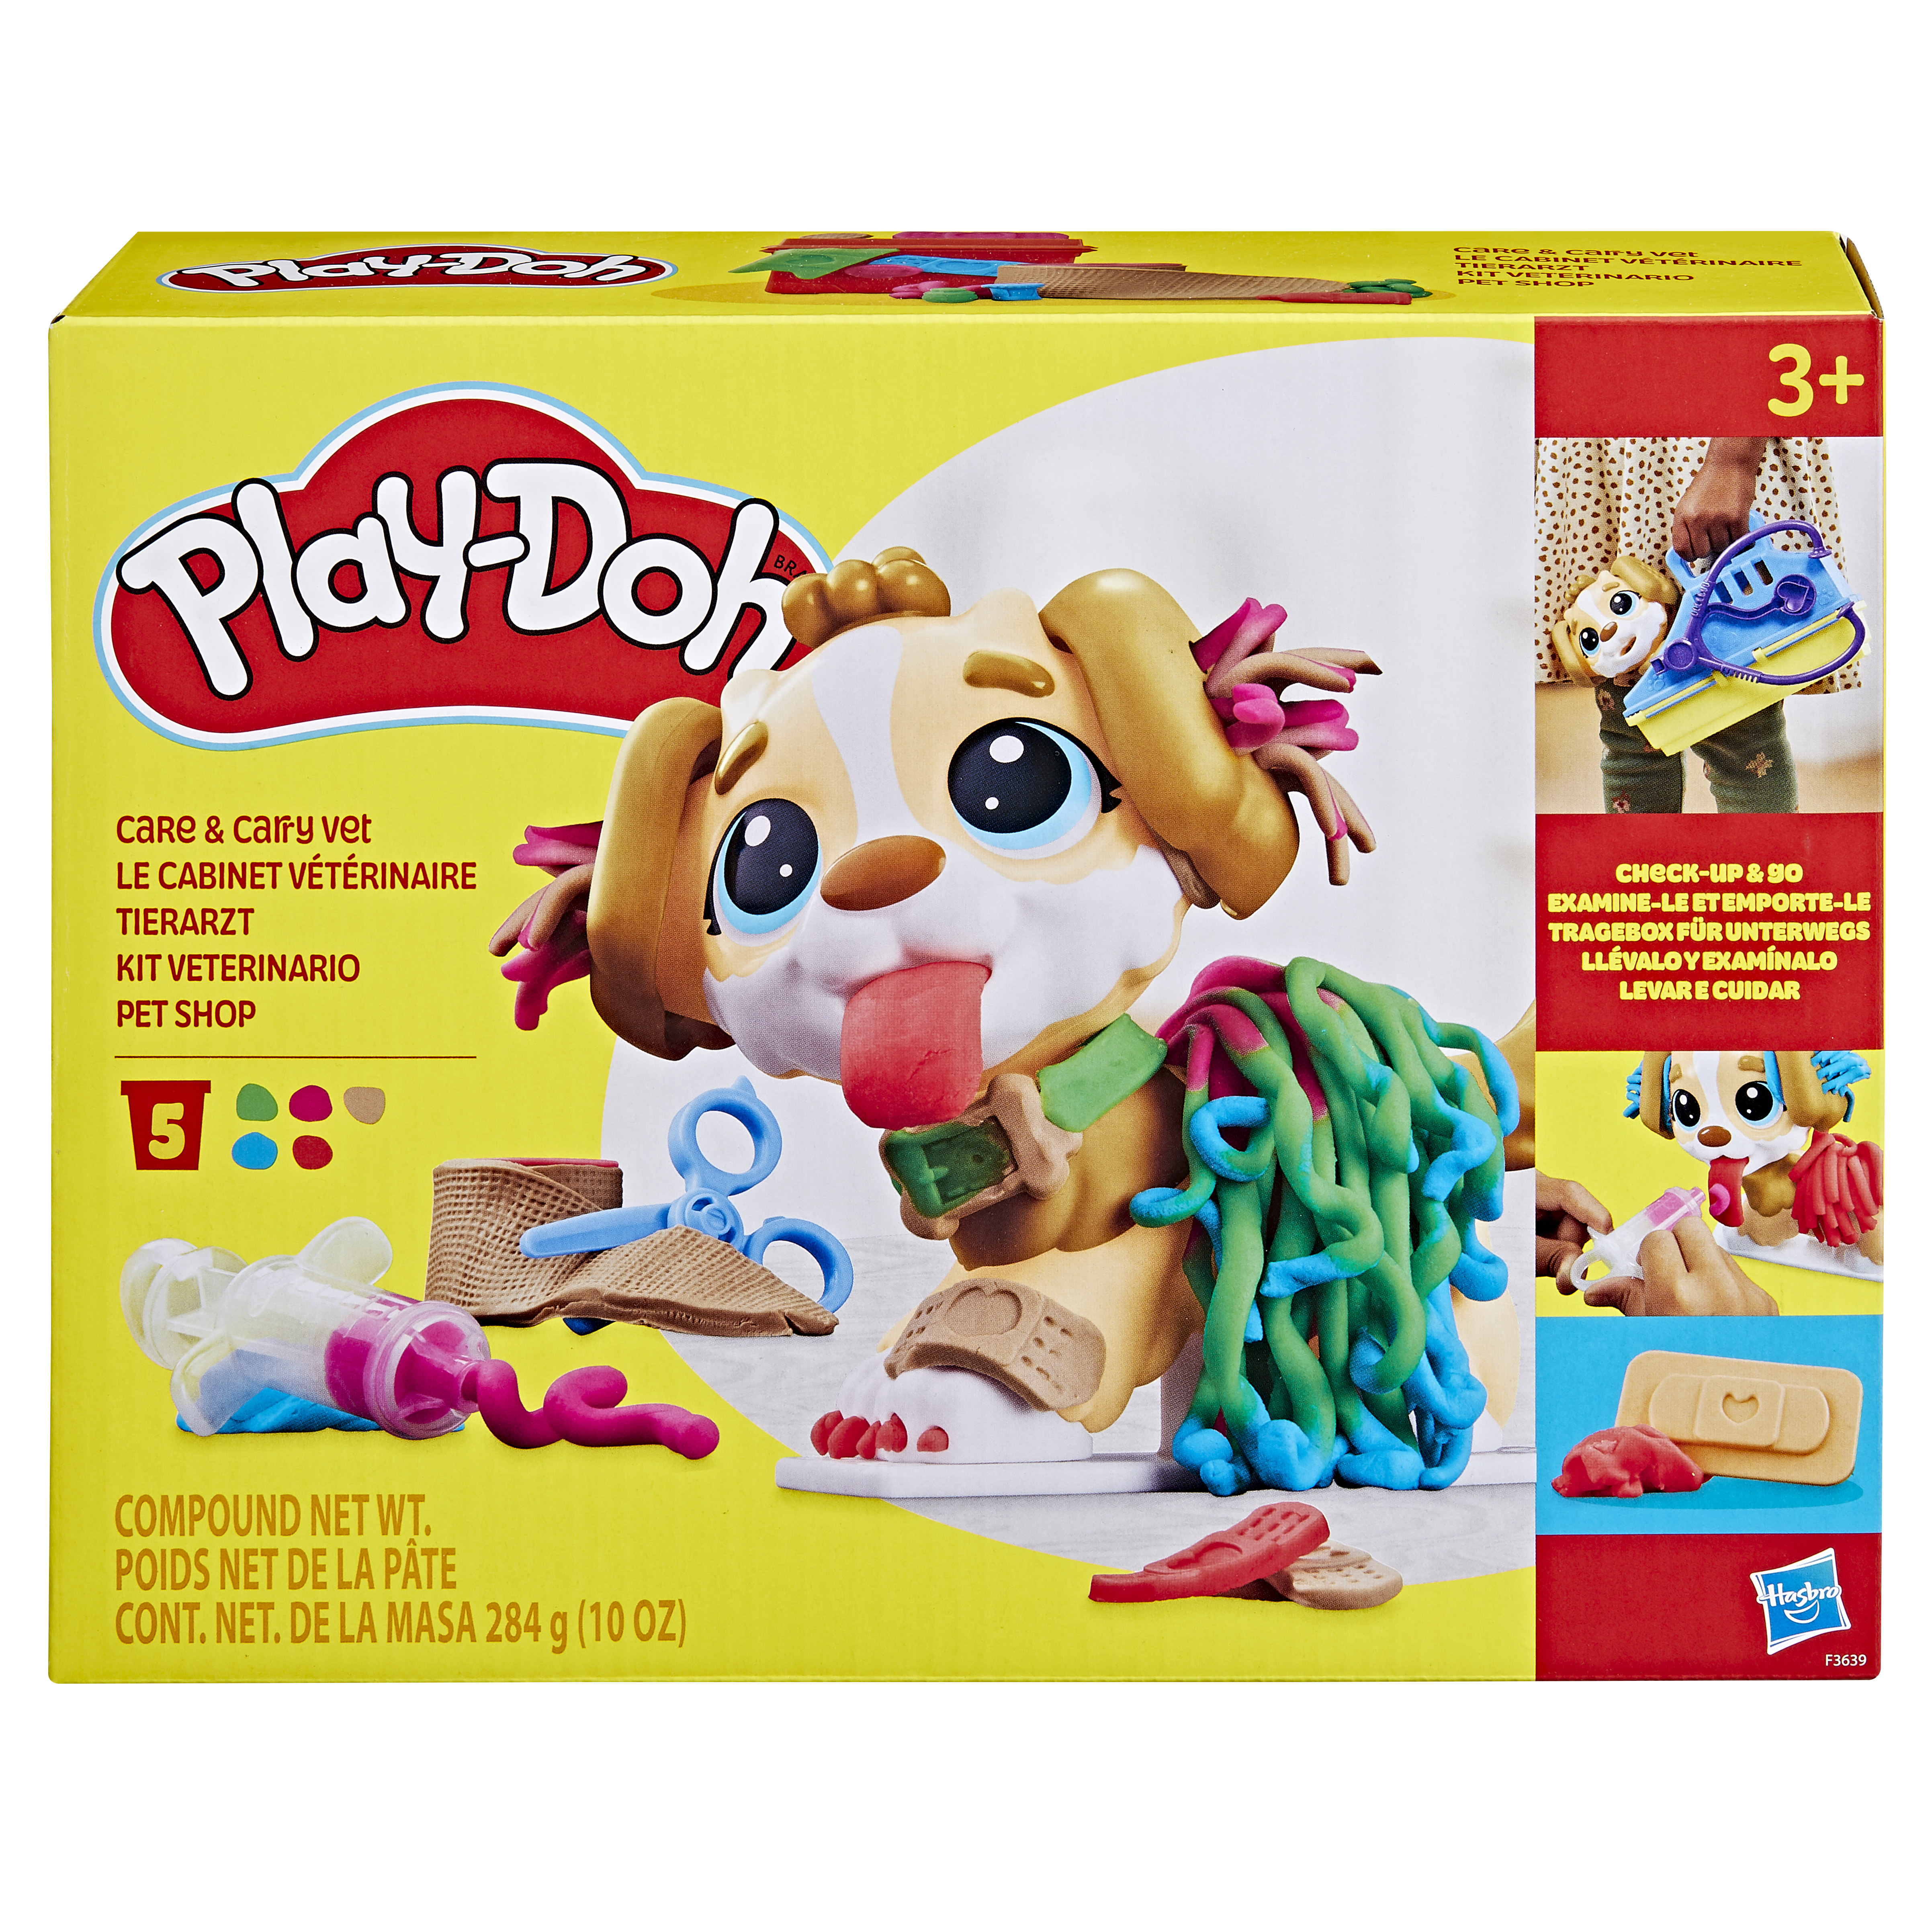 Play-Doh
CARE & CARRY VET
LE CABINET VÉTÉRINAIRE
TIERARZT
KIT VETERINARIO
PET SHOP
3+
Play-Doh
BRA
CARE & CARRY VET
LE CABINET VÉTÉRINAIRE
TIERARZT
KIT VETERINARIO
PET SHOP
5
COMPOUND NET WT.
POIDS NET DE LA PÂTE
CONT. NET. DE LA MASA 284 g (10 OZ)
CHECK-UP & GO
EXAMINE-LE ET EMPORTE-LE
TRAGEBOX FÜR UNTERWEGS
LLÉVALO Y EXAMÍNALO
LEVAR E CUIDAR
Hasbro
F3639